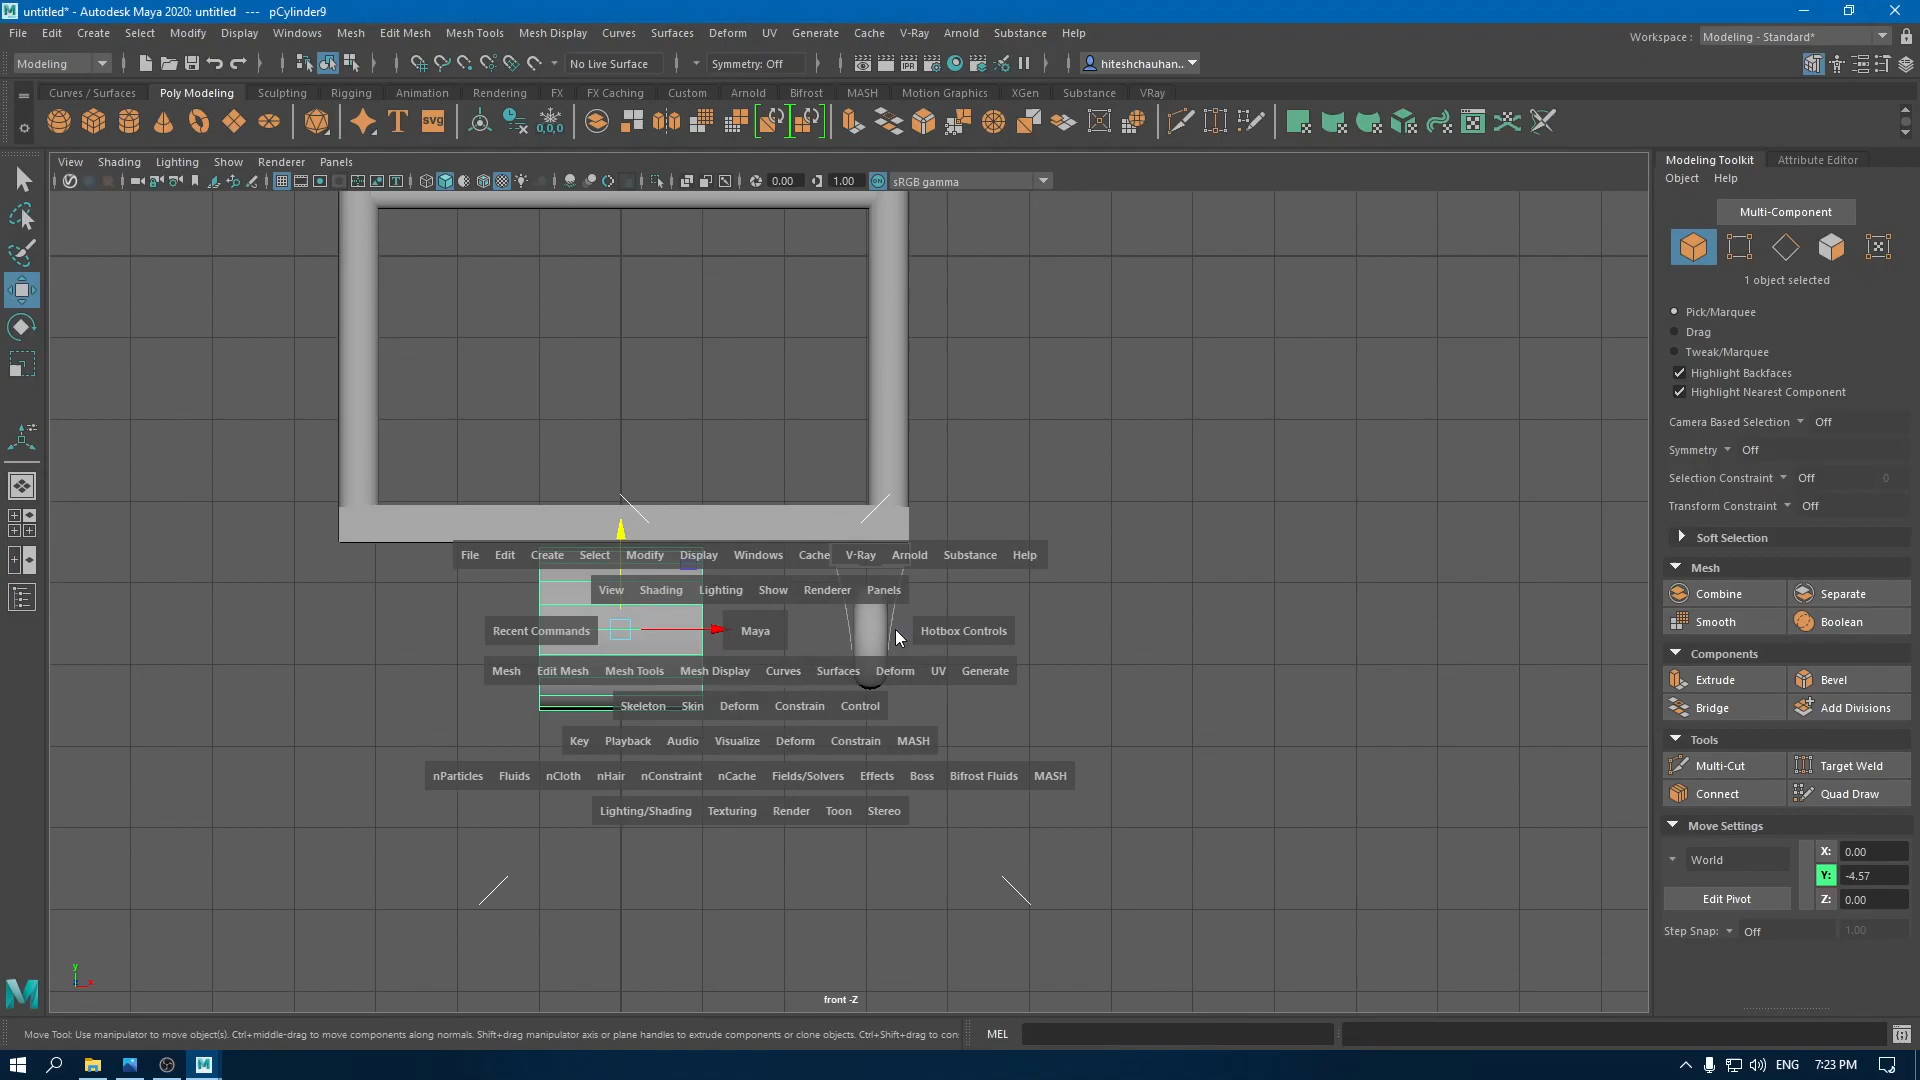 untitled* - Autodesk Maya 2020: untitled --- pCylinder9
File Edit Create Select Modify Display Windows Mesh Edit Mesh Mesh Tools Mesh Display Curves Surfaces Deform UV Generate Cache V-Ray Arnold Substance Help
Workspace : Modeling - Standard*
Modeling No Live Surface Symmetry: Off hiteshchauhan...
Curves / Surfaces Poly Modeling Sculpting Rigging Animation Rendering FX FX Caching Custom Arnold Bifrost MASH Motion Graphics XGen Substance VRay
T svg 0,0,0
View Shading Lighting Show Renderer Panels
0.00 1.00 sRGB gamma
Modeling Toolkit Attribute Editor
Object Help
Multi-Component
1 object selected
Pick/Marquee
Drag
Tweak/Marquee
Highlight Backfaces
Highlight Nearest Component
Camera Based Selection Off
Symmetry Off
Selection Constraint Off 0
Transform Constraint Off
Soft Selection
Mesh
Combine Separate
Smooth Boolean
Components
Extrude Bevel
Bridge Add Divisions
Tools
Multi-Cut Target Weld
Connect Quad Draw
Move Settings
World X: 0.00
Y: -4.57
Edit Pivot Z: 0.00
Step Snap: Off 1.00
File Edit Create Select Modify Display Windows Cache V-Ray Arnold Substance Help
View Shading Lighting Show Renderer Panels
Recent Commands Maya Hotbox Controls
Mesh Edit Mesh Mesh Tools Mesh Display Curves Surfaces Deform UV Generate
Skeleton Skin Deform Constrain Control
Key Playback Audio Visualize Deform Constrain MASH
nParticles Fluids nCloth nHair nConstraint nCache Fields/Solvers Effects Boss Bifrost Fluids MASH
Lighting/Shading Texturing Render Toon Stereo
y
x
front -Z
Move Tool: Use manipulator to move object(s). Ctrl+middle-drag to move components along normals. Shift+drag manipulator axis or plane handles to extrude components or clone objects. Ctrl+Shift+drag to con
MEL
ENG 7:23 PM